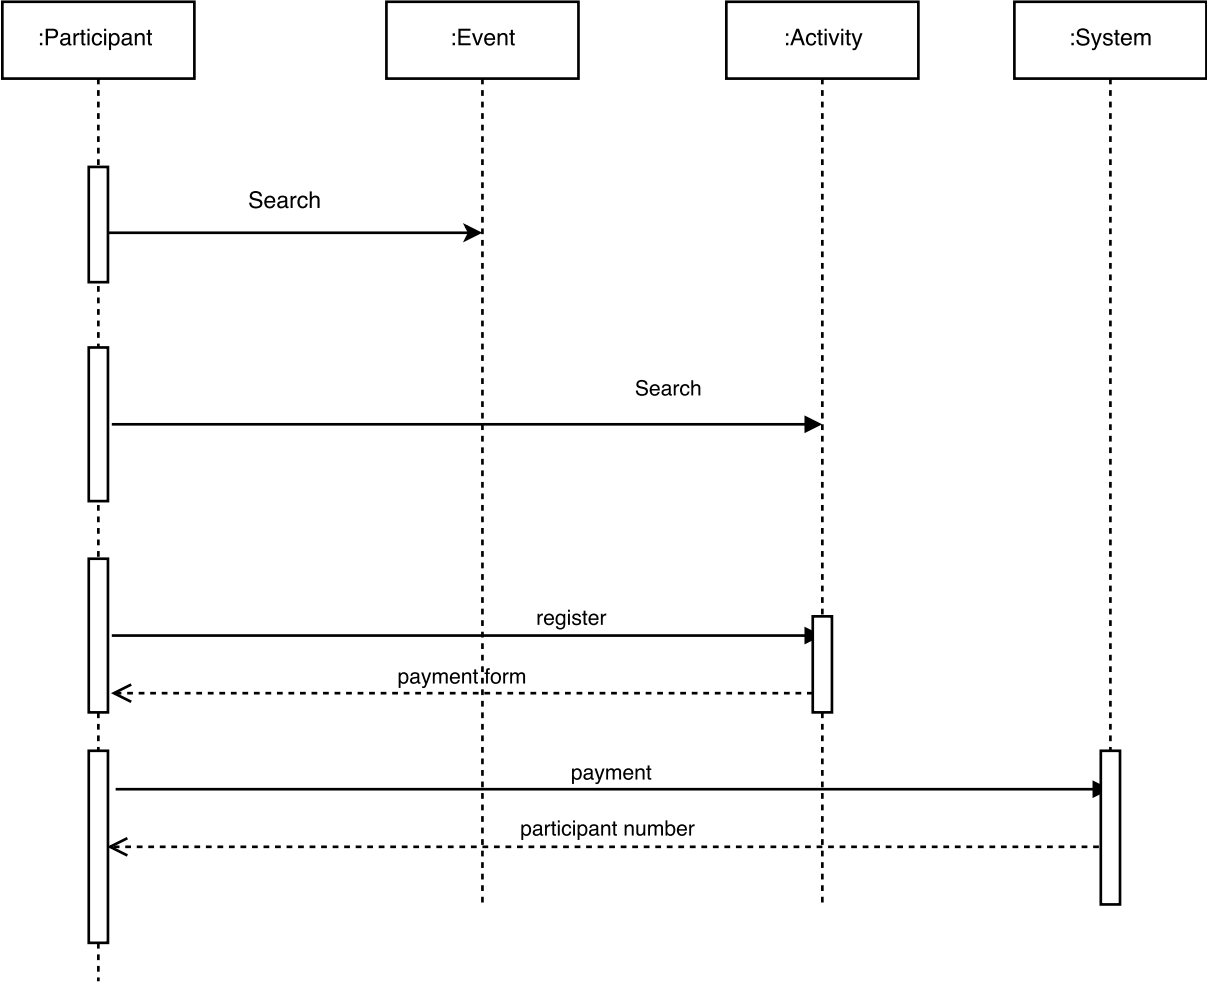 :Participant
:Event
:Activity
:System
Search
Search
register
payment form
payment
participant number